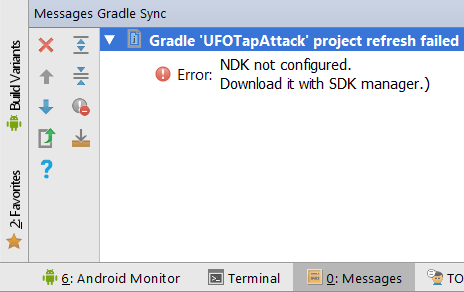 Messages Gradle Sync
Gradle 'UFOTapAttack' project refresh failed
Error:
NDK not configured.
Download it with SDK manager.)
Build Variants
2: Favorites
6: Android Monitor
Terminal
0: Messages
TO